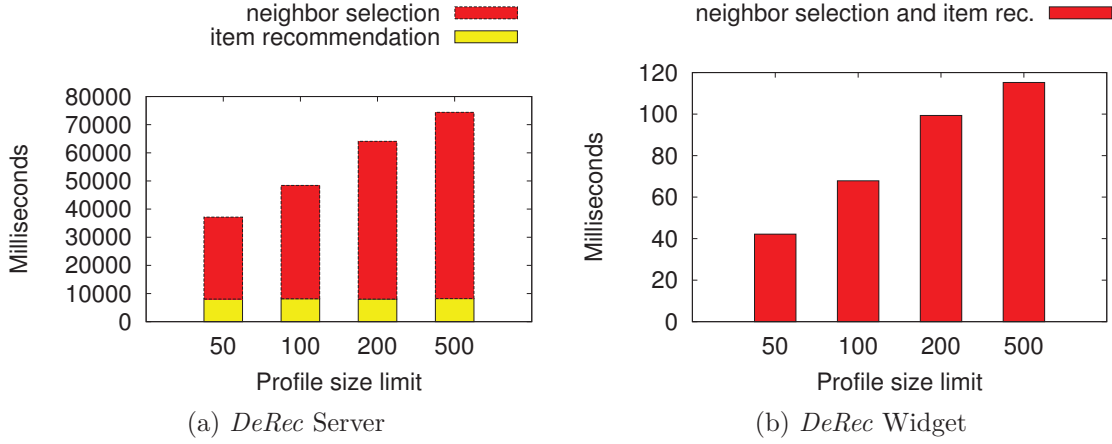 neighbor selection
item recommendation
80000
70000
60000
50000
40000
30000
20000
10000
0
Milliseconds
50 100 200 500
Profile size limit
(a) DeRec Server
neighbor selection and item rec.
120
100
80
60
40
20
0
Milliseconds
50 100 200 500
Profile size limit
(b) DeRec Widget